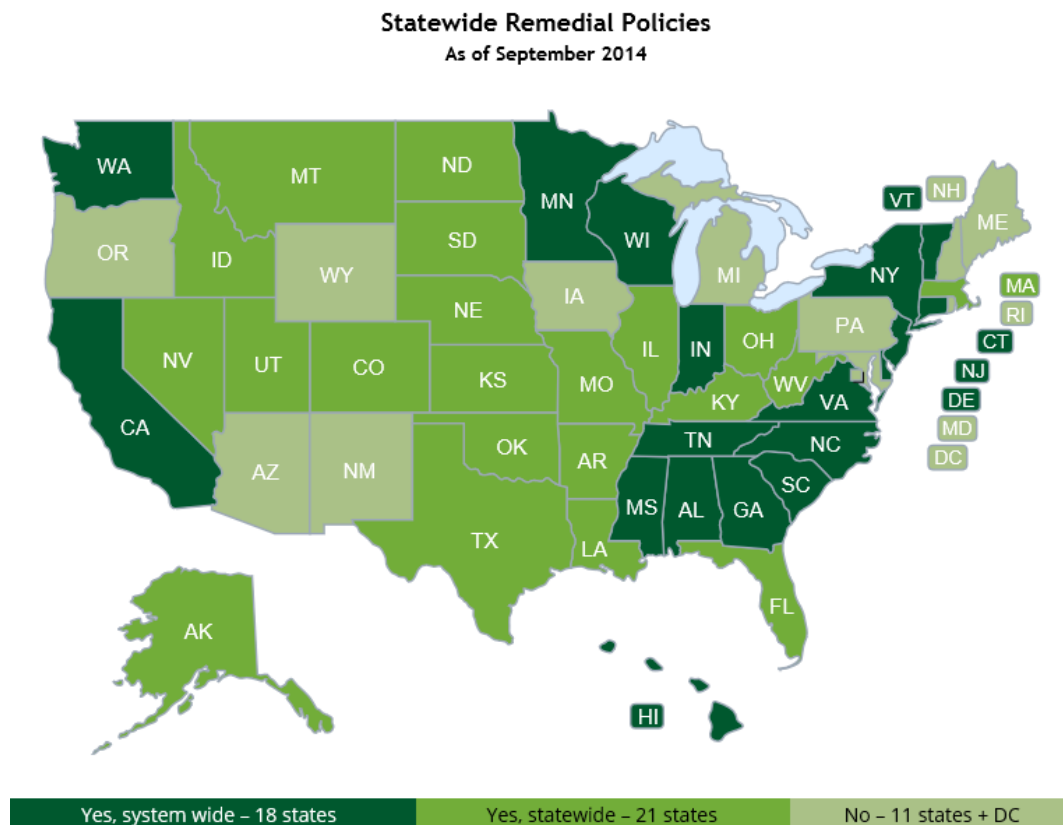 Statewide Remedial Policies
As of September 2014
WA
MT
ND
MN
VT
NH
ME
OR
ID
SD
WI
NY
WY
MI
MA
IA
NE
PA
RI
NV
UT
CO
IL
IN
OH
CT
KS
MO
WV
NJ
KY
VA
DE
CA
MD
TN
NC
DC
AZ
NM
OK
AR
SC
MS
AL
GA
TX
LA
FL
AK
HI
Yes, system wide – 18 states
Yes, statewide – 21 states
No – 11 states + DC